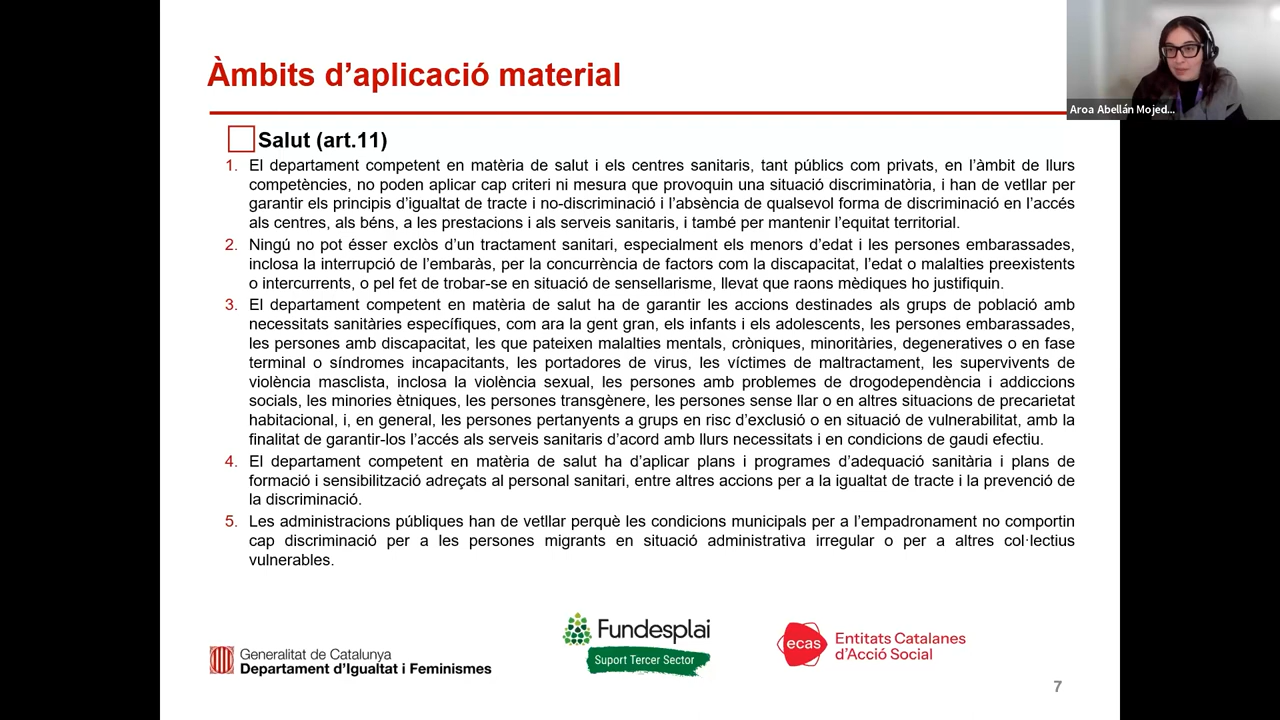 Àmbits d’aplicació material
Aroa Abellán Mojed...
Salut (art.11)
1. El departament competent en matèria de salut i els centres sanitaris, tant públics com privats, en l’àmbit de llurs
competències, no poden aplicar cap criteri ni mesura que provoquin una situació discriminatòria, i han de vetllar per
garantir els principis d’igualtat de tracte i no-discriminació i l’absència de qualsevol forma de discriminació en l’accés
als centres, als béns, a les prestacions i als serveis sanitaris, i també per mantenir l’equitat territorial.
2. Ningú no pot ésser exclòs d’un tractament sanitari, especialment els menors d’edat i les persones embarassades,
inclosa la interrupció de l’embaràs, per la concurrència de factors com la discapacitat, l’edat o malalties preexistents
o intercurrents, o pel fet de trobar-se en situació de sensellarisme, llevat que raons mèdiques ho justifiquin.
3. El departament competent en matèria de salut ha de garantir les accions destinades als grups de població amb
necessitats sanitàries específiques, com ara la gent gran, els infants i els adolescents, les persones embarassades,
les persones amb discapacitat, les que pateixen malalties mentals, cròniques, minoritàries, degeneratives o en fase
terminal o síndromes incapacitants, les portadores de virus, les víctimes de maltractament, les supervivents de
violència masclista, inclosa la violència sexual, les persones amb problemes de drogodependència i addiccions
socials, les minories ètniques, les persones transgènere, les persones sense llar o en altres situacions de precarietat
habitacional, i, en general, les persones pertanyents a grups en risc d’exclusió o en situació de vulnerabilitat, amb la
finalitat de garantir-los l’accés als serveis sanitaris d’acord amb llurs necessitats i en condicions de gaudi efectiu.
4. El departament competent en matèria de salut ha d’aplicar plans i programes d’adequació sanitària i plans de
formació i sensibilització adreçats al personal sanitari, entre altres accions per a la igualtat de tracte i la prevenció de
la discriminació.
5. Les administracions públiques han de vetllar perquè les condicions municipals per a l’empadronament no comportin
cap discriminació per a les persones migrants en situació administrativa irregular o per a altres col·lectius
vulnerables.
Generalitat de Catalunya
Departament d’Igualtat i Feminismes
Fundesplai
Suport Tercer Sector
ecas
Entitats Catalanes
d’Acció Social
7